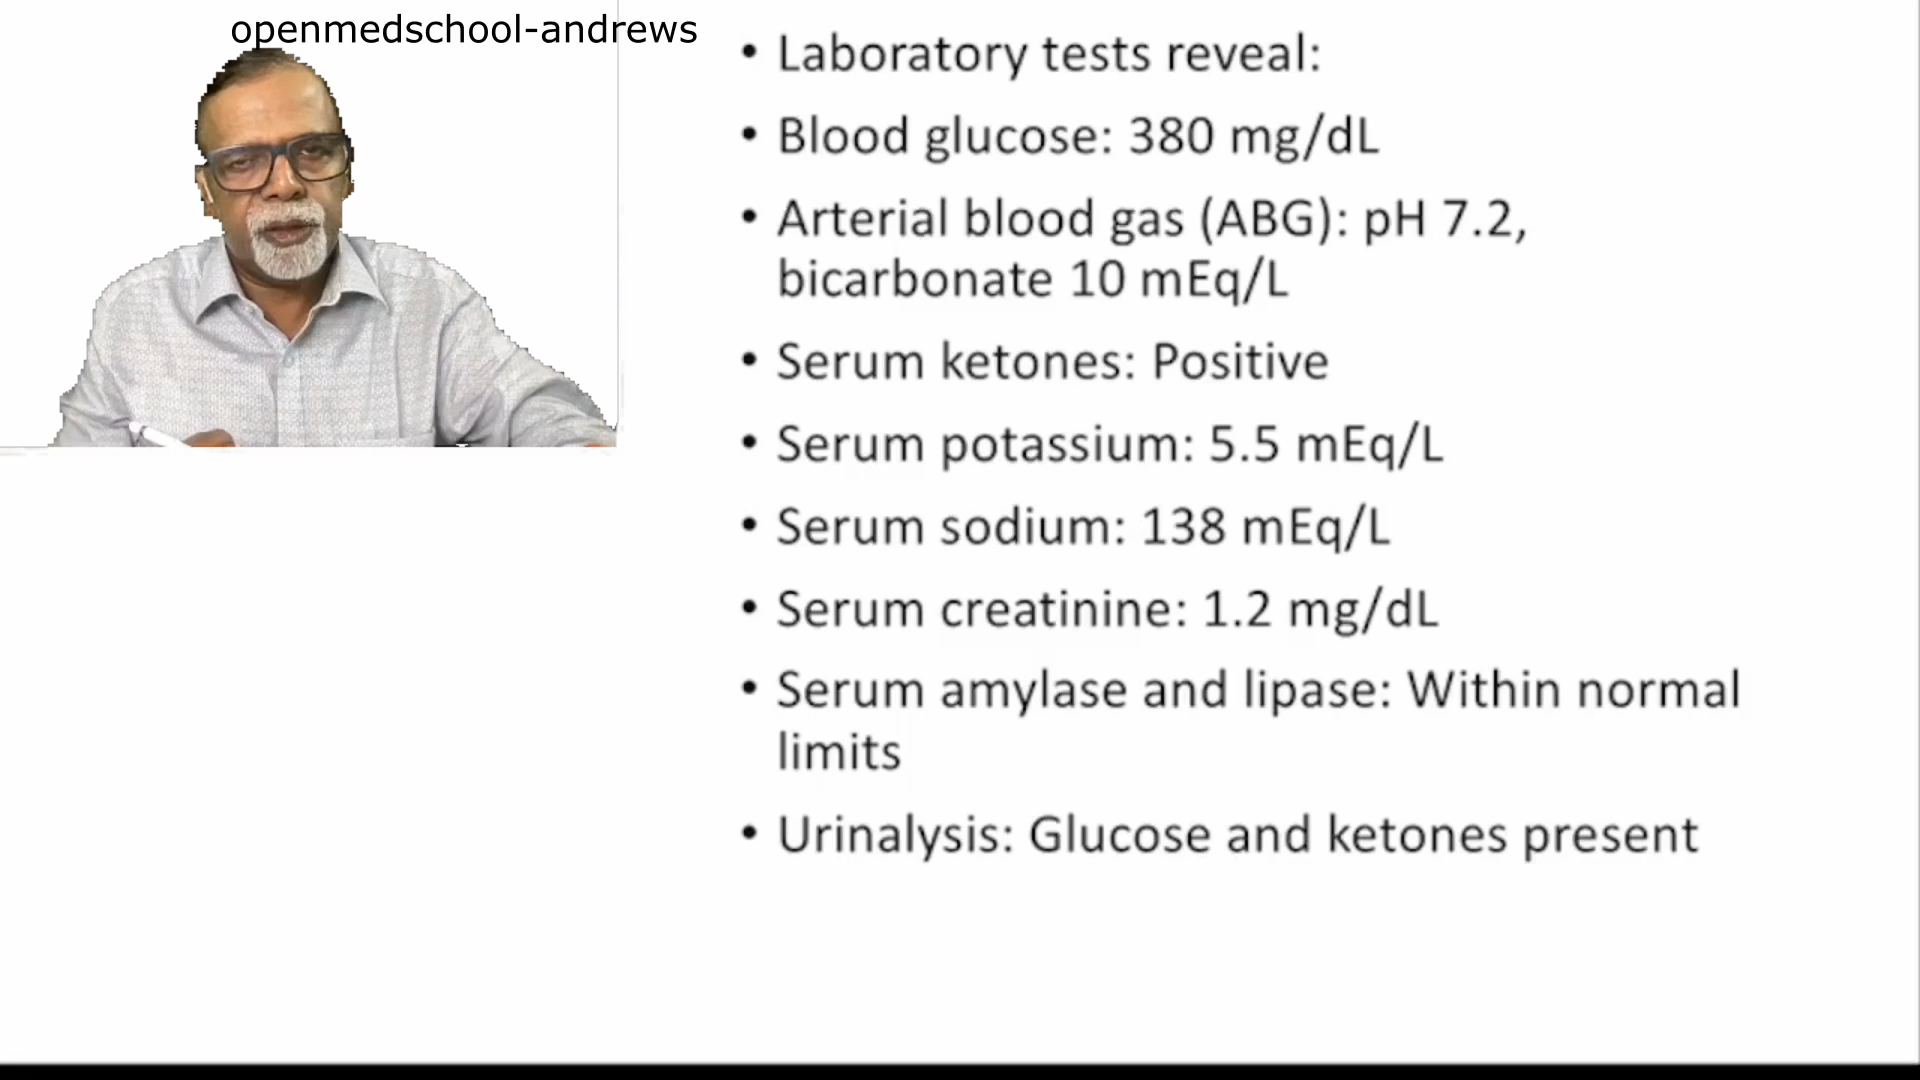 openmedschool-andrews
• Laboratory tests reveal:
• Blood glucose: 380 mg/dL
• Arterial blood gas (ABG): pH 7.2,
bicarbonate 10 mEq/L
• Serum ketones: Positive
• Serum potassium: 5.5 mEq/L
• Serum sodium: 138 mEq/L
• Serum creatinine: 1.2 mg/dL
• Serum amylase and lipase: Within normal
limits
• Urinalysis: Glucose and ketones present